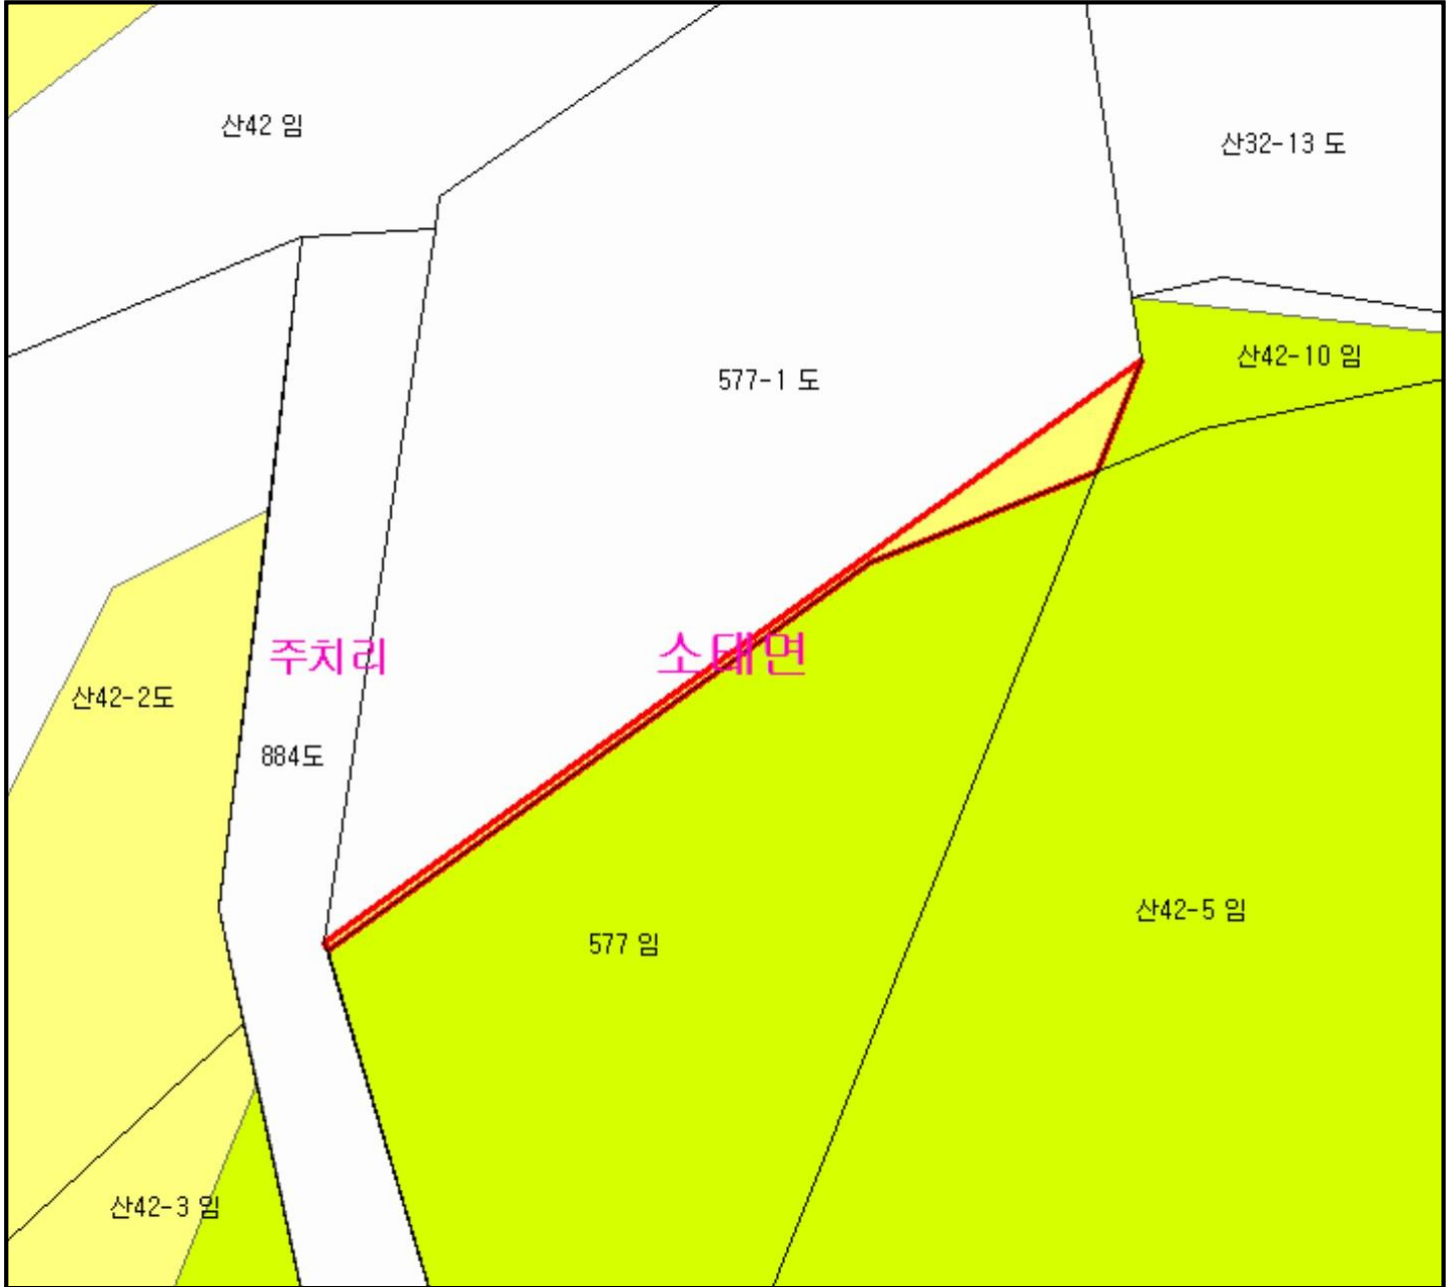 산42 임
산32-13 도
산42-10 임
577-1 도
주치리
소태면
산42-2도
884도
산42-5 임
577 임
산42-3 임